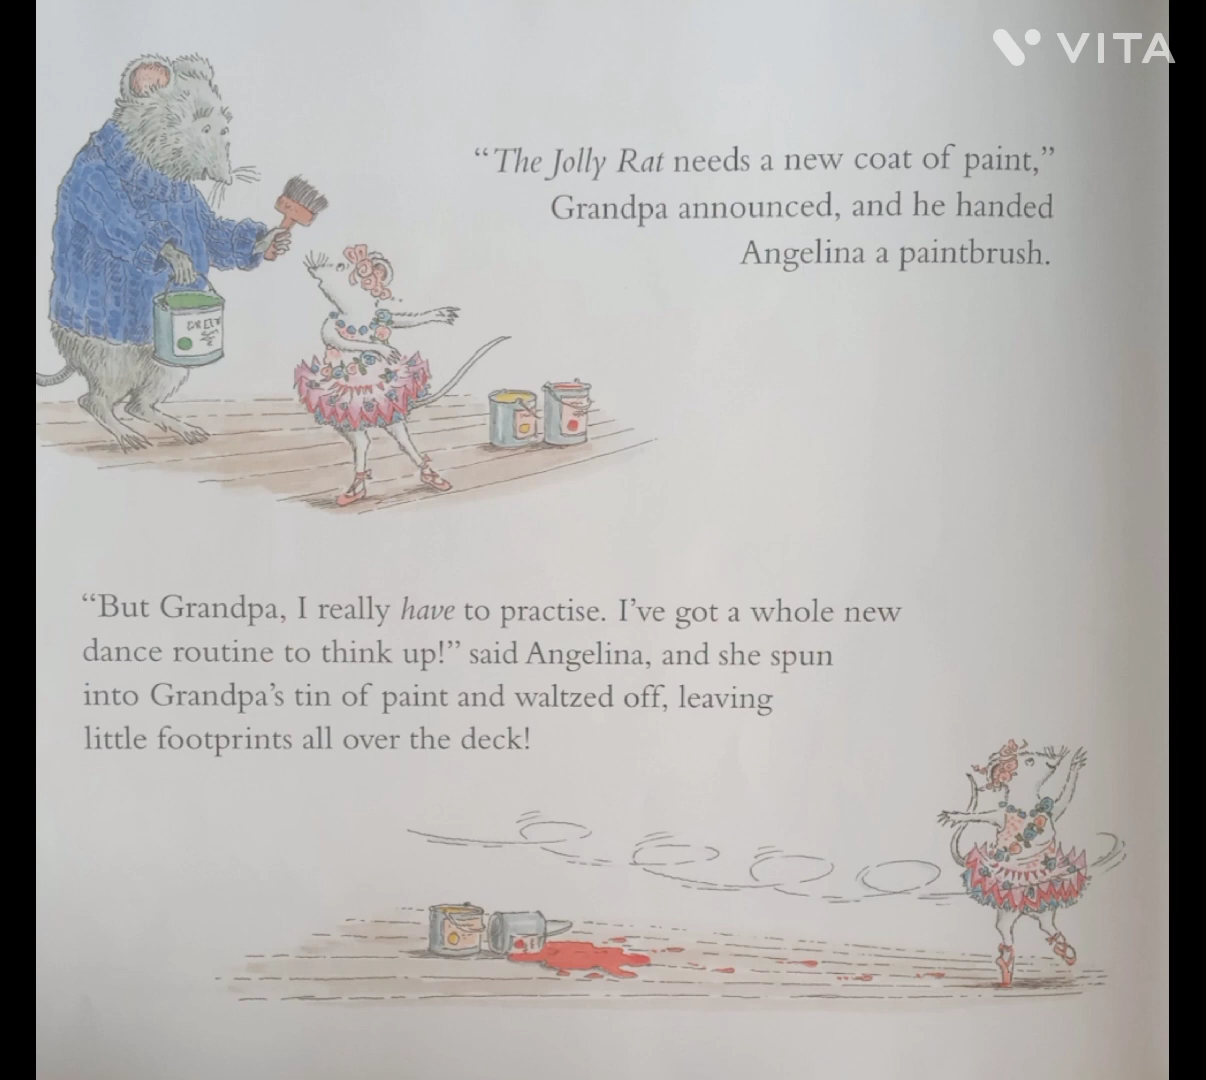 VITA
“The Jolly Rat needs a new coat of paint,”
Grandpa announced, and he handed
Angelina a paintbrush.
“But Grandpa, I really have to practise. I’ve got a whole new
dance routine to think up!” said Angelina, and she spun
into Grandpa’s tin of paint and waltzed off, leaving
little footprints all over the deck!